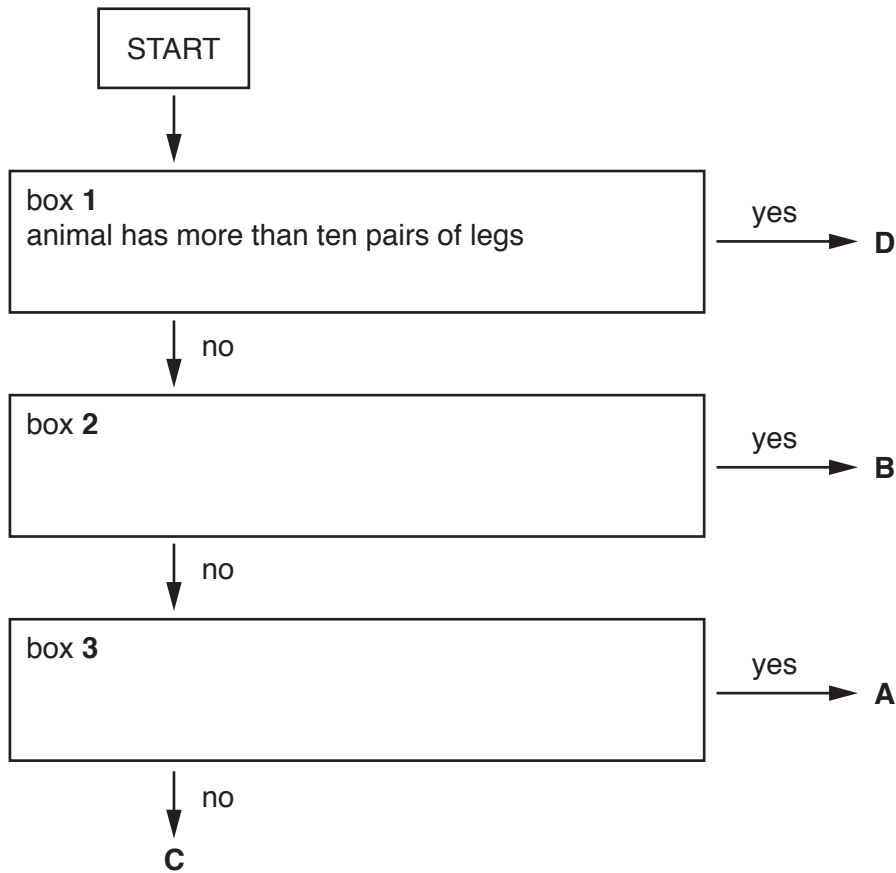 START
box 1
animal has more than ten pairs of legs
yes
D
no
box 2
yes
B
no
box 3
yes
A
no
C